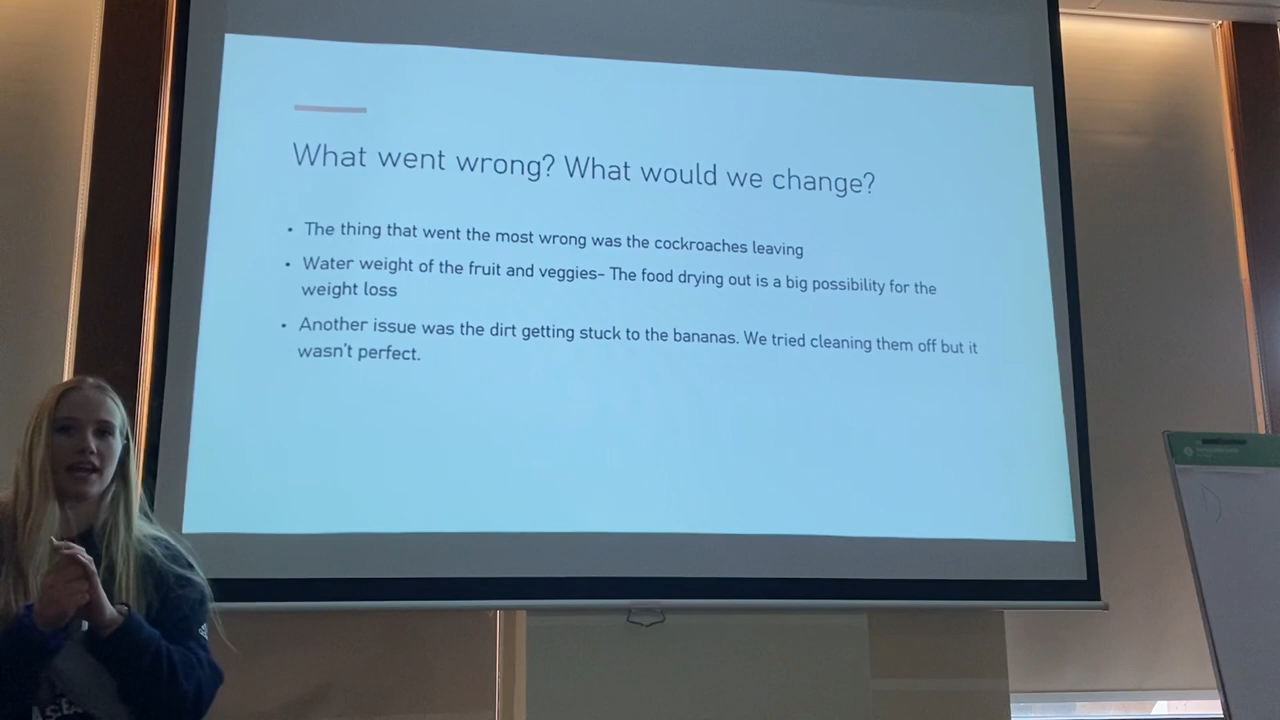 What went wrong? What would we change?
• The thing that went the most wrong was the cockroaches leaving
• Water weight of the fruit and veggies- The food drying out is a big possibility for the
weight loss
• Another issue was the dirt getting stuck to the bananas. We tried cleaning them off but it
wasn't perfect.